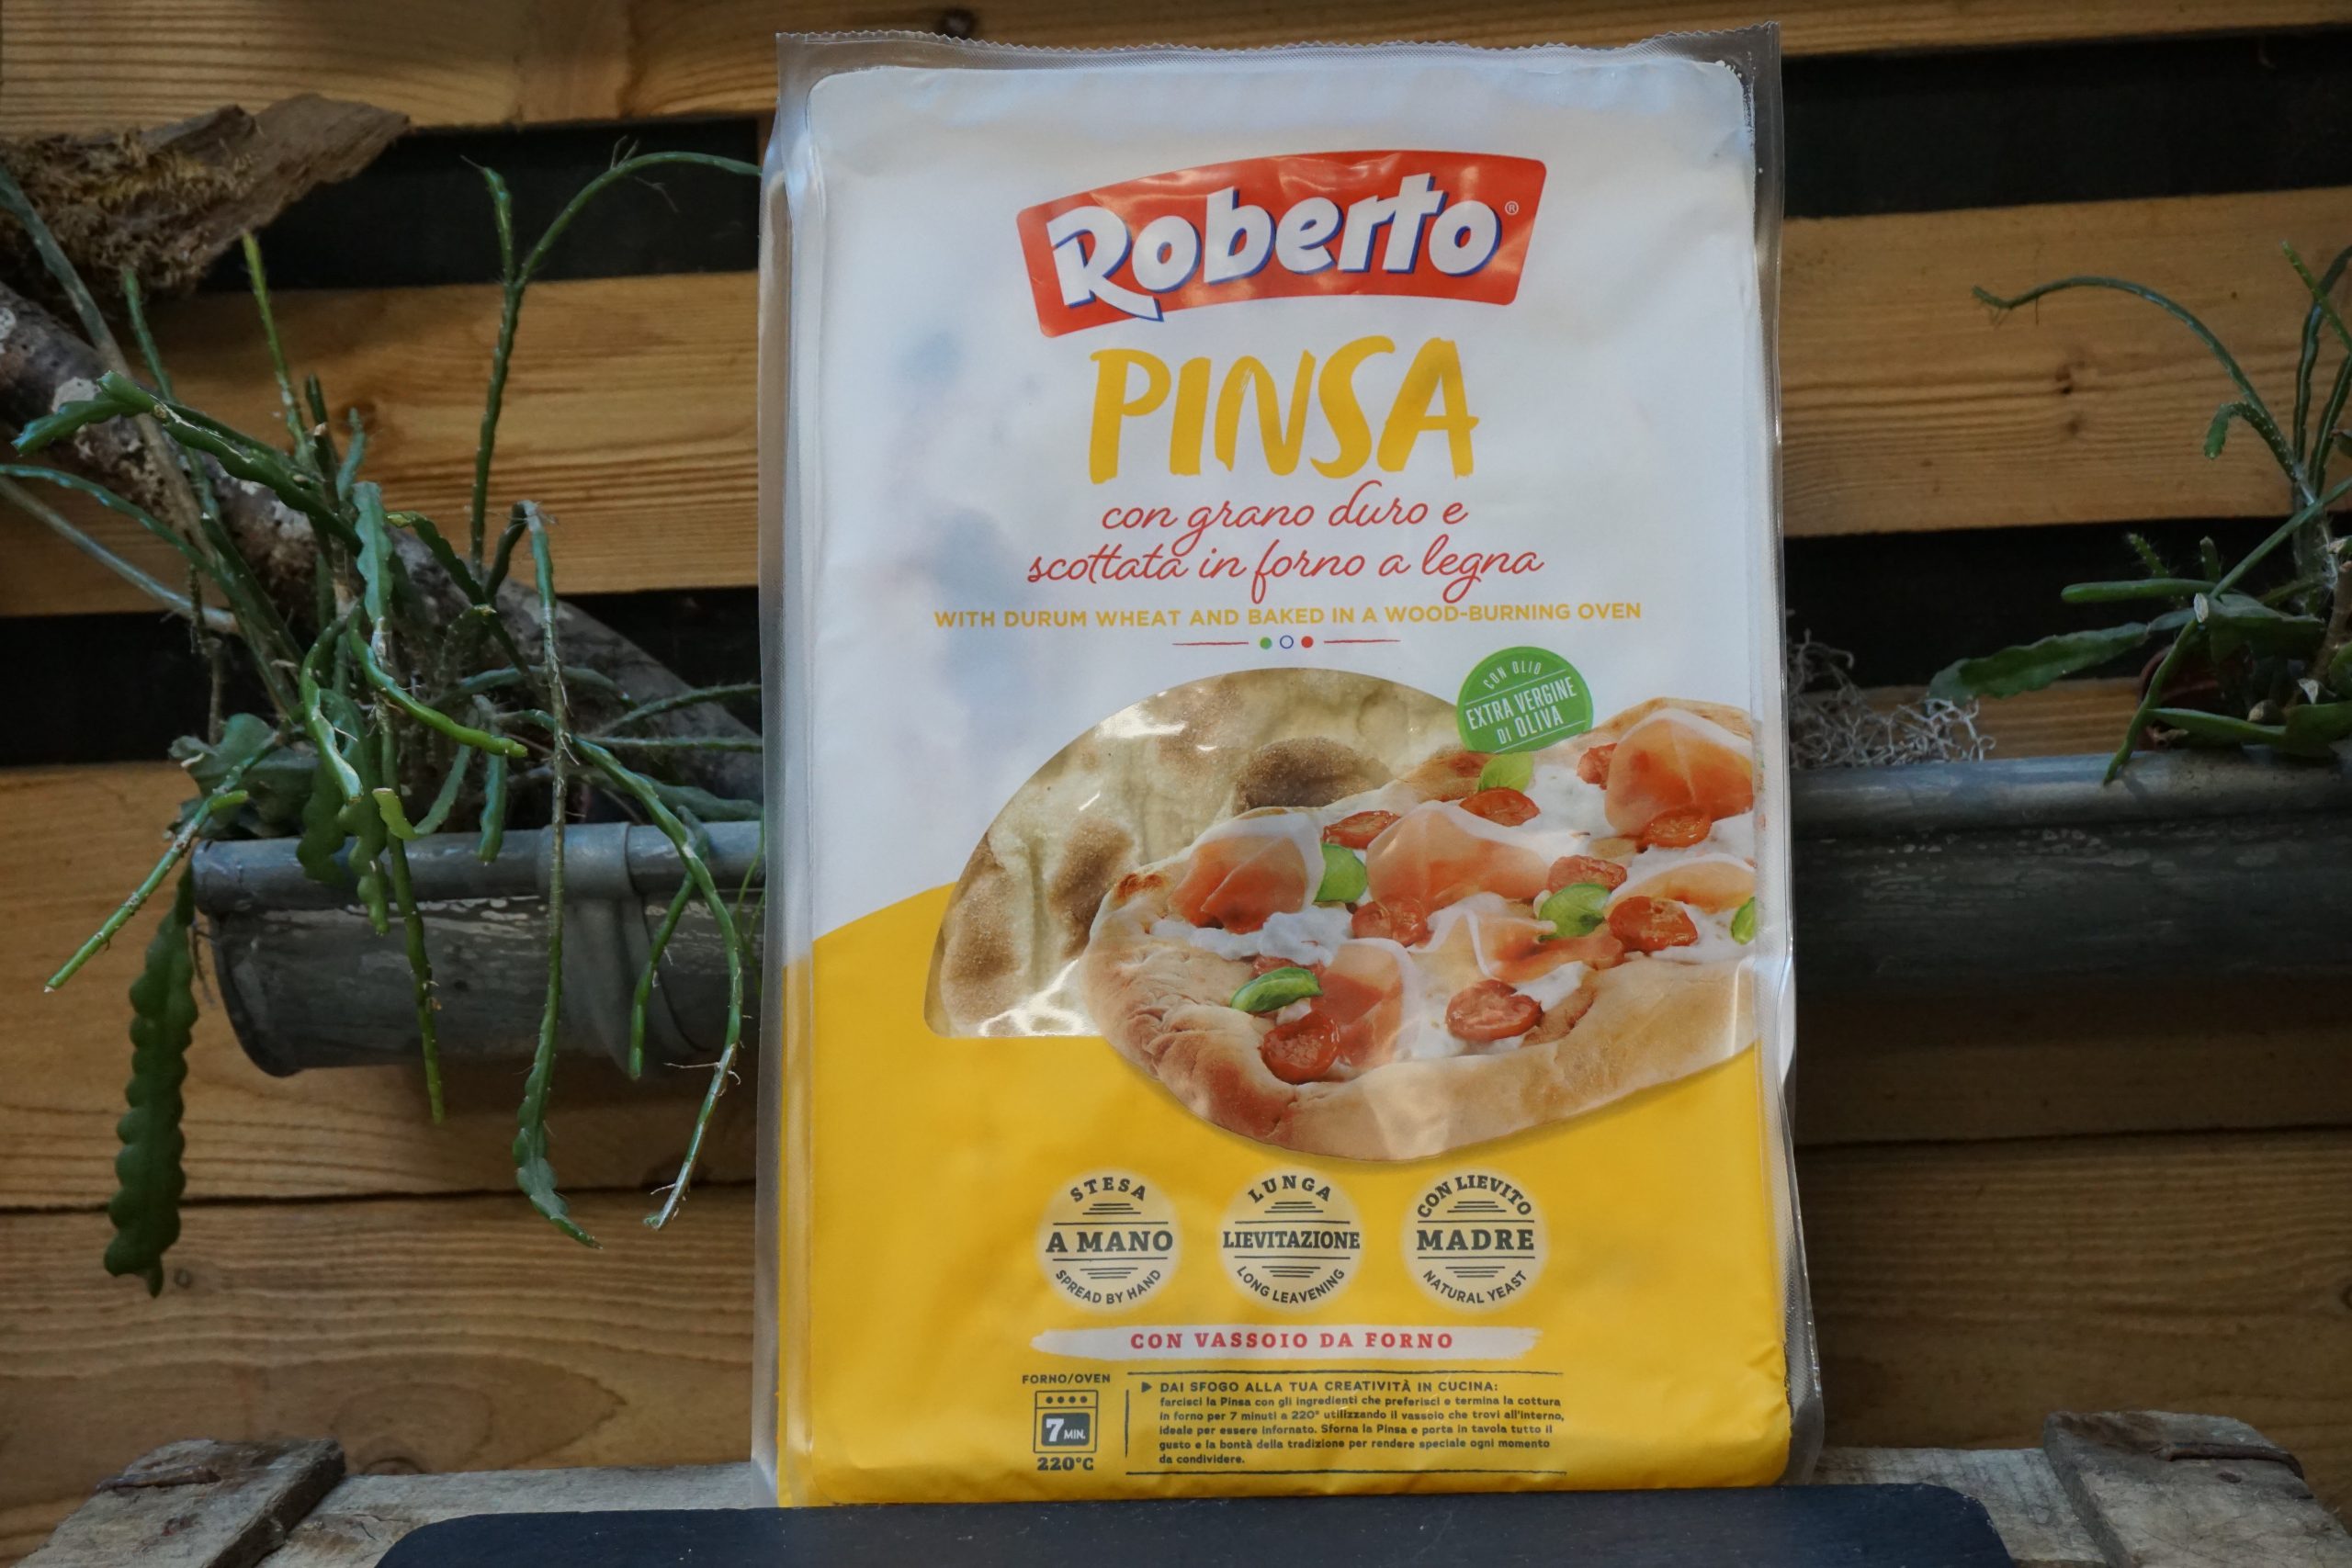 Roberto®
PINSA
con grano duro e
scottata in forno a legna
WITH DURUM WHEAT AND BAKED IN A WOOD-BURNING OVEN
CON OLIO
EXTRA VERGINE
DI OLIVA
STESA
A MANO
SPREAD BY HAND
LUNGA
LIEVITAZIONE
LONG LEAVENING
CON LIEVITO
MADRE
NATURAL YEAST
CON VASSOIO DA FORNO
FORNO/OVEN
7 MIN.
220°C
DAI SFOGO ALLA TUA CREATIVITÀ IN CUCINA:
farcisci la Pinsa con gli ingredienti che preferisci e termina la cottura
in forno per 7 minuti a 220° utilizzando il vassoio che trovi all'interno,
ideale per essere infornato. Sforna la Pinsa e porta in tavola tutto il
gusto e la bontà della tradizione per rendere speciale ogni momento
da condividere.